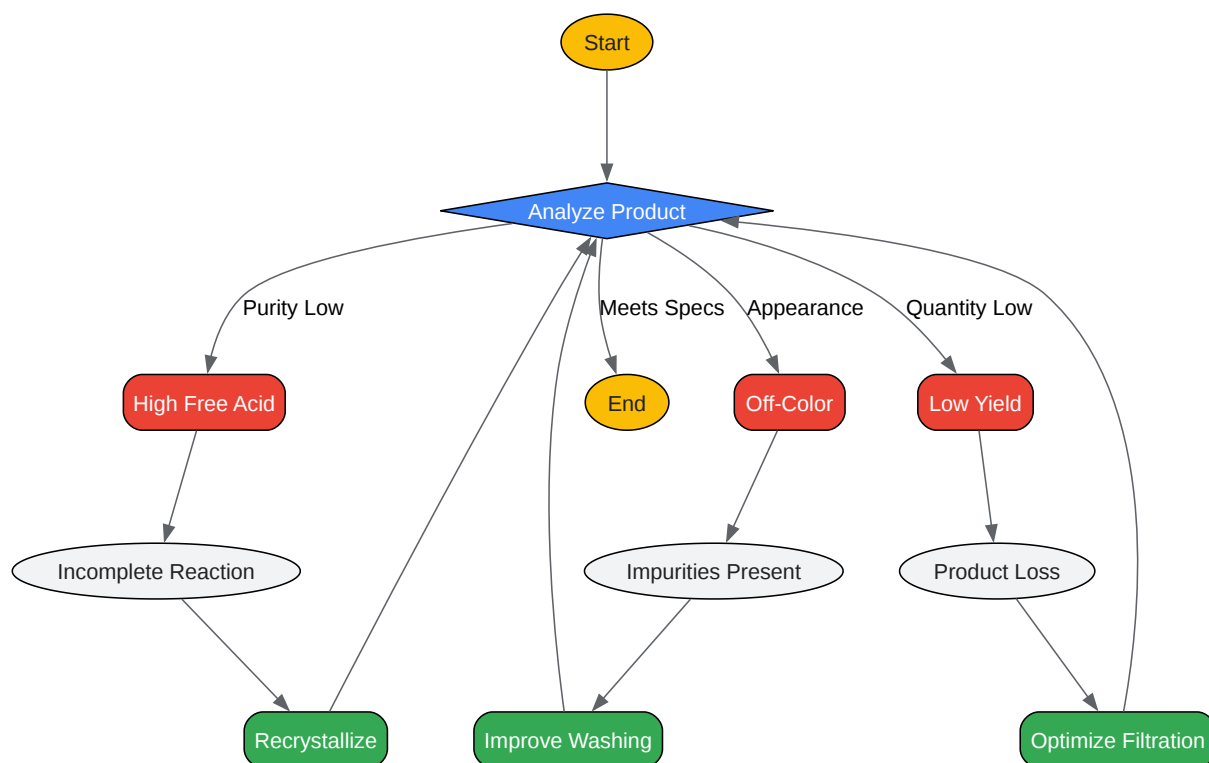 Start
Analyze Product
Purity Low
Meets Specs
Appearance
Quantity Low
High Free Acid
End
Off-Color
Low Yield
Incomplete Reaction
Impurities Present
Product Loss
Recrystallize
Improve Washing
Optimize Filtration